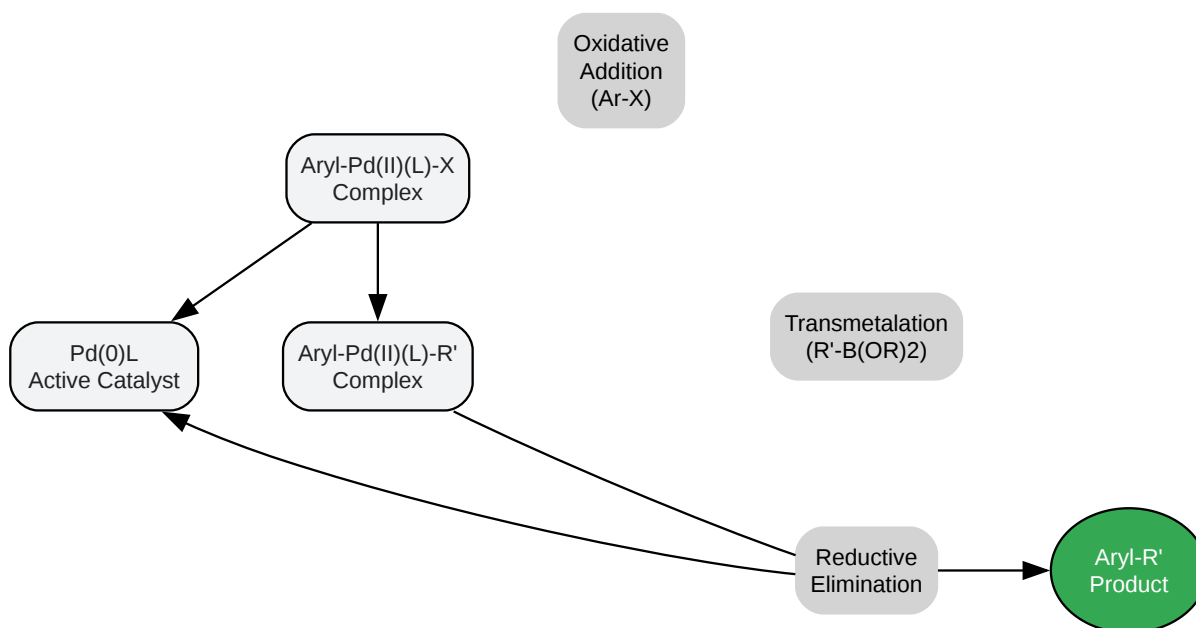 Oxidative
Addition
(Ar-X)
Aryl-Pd(II)(L)-X
Complex
Pd(0)L
Active Catalyst
Aryl-Pd(II)(L)-R'
Complex
Transmetalation
(R'-B(OR)2)
Reductive
Elimination
Aryl-R'
Product